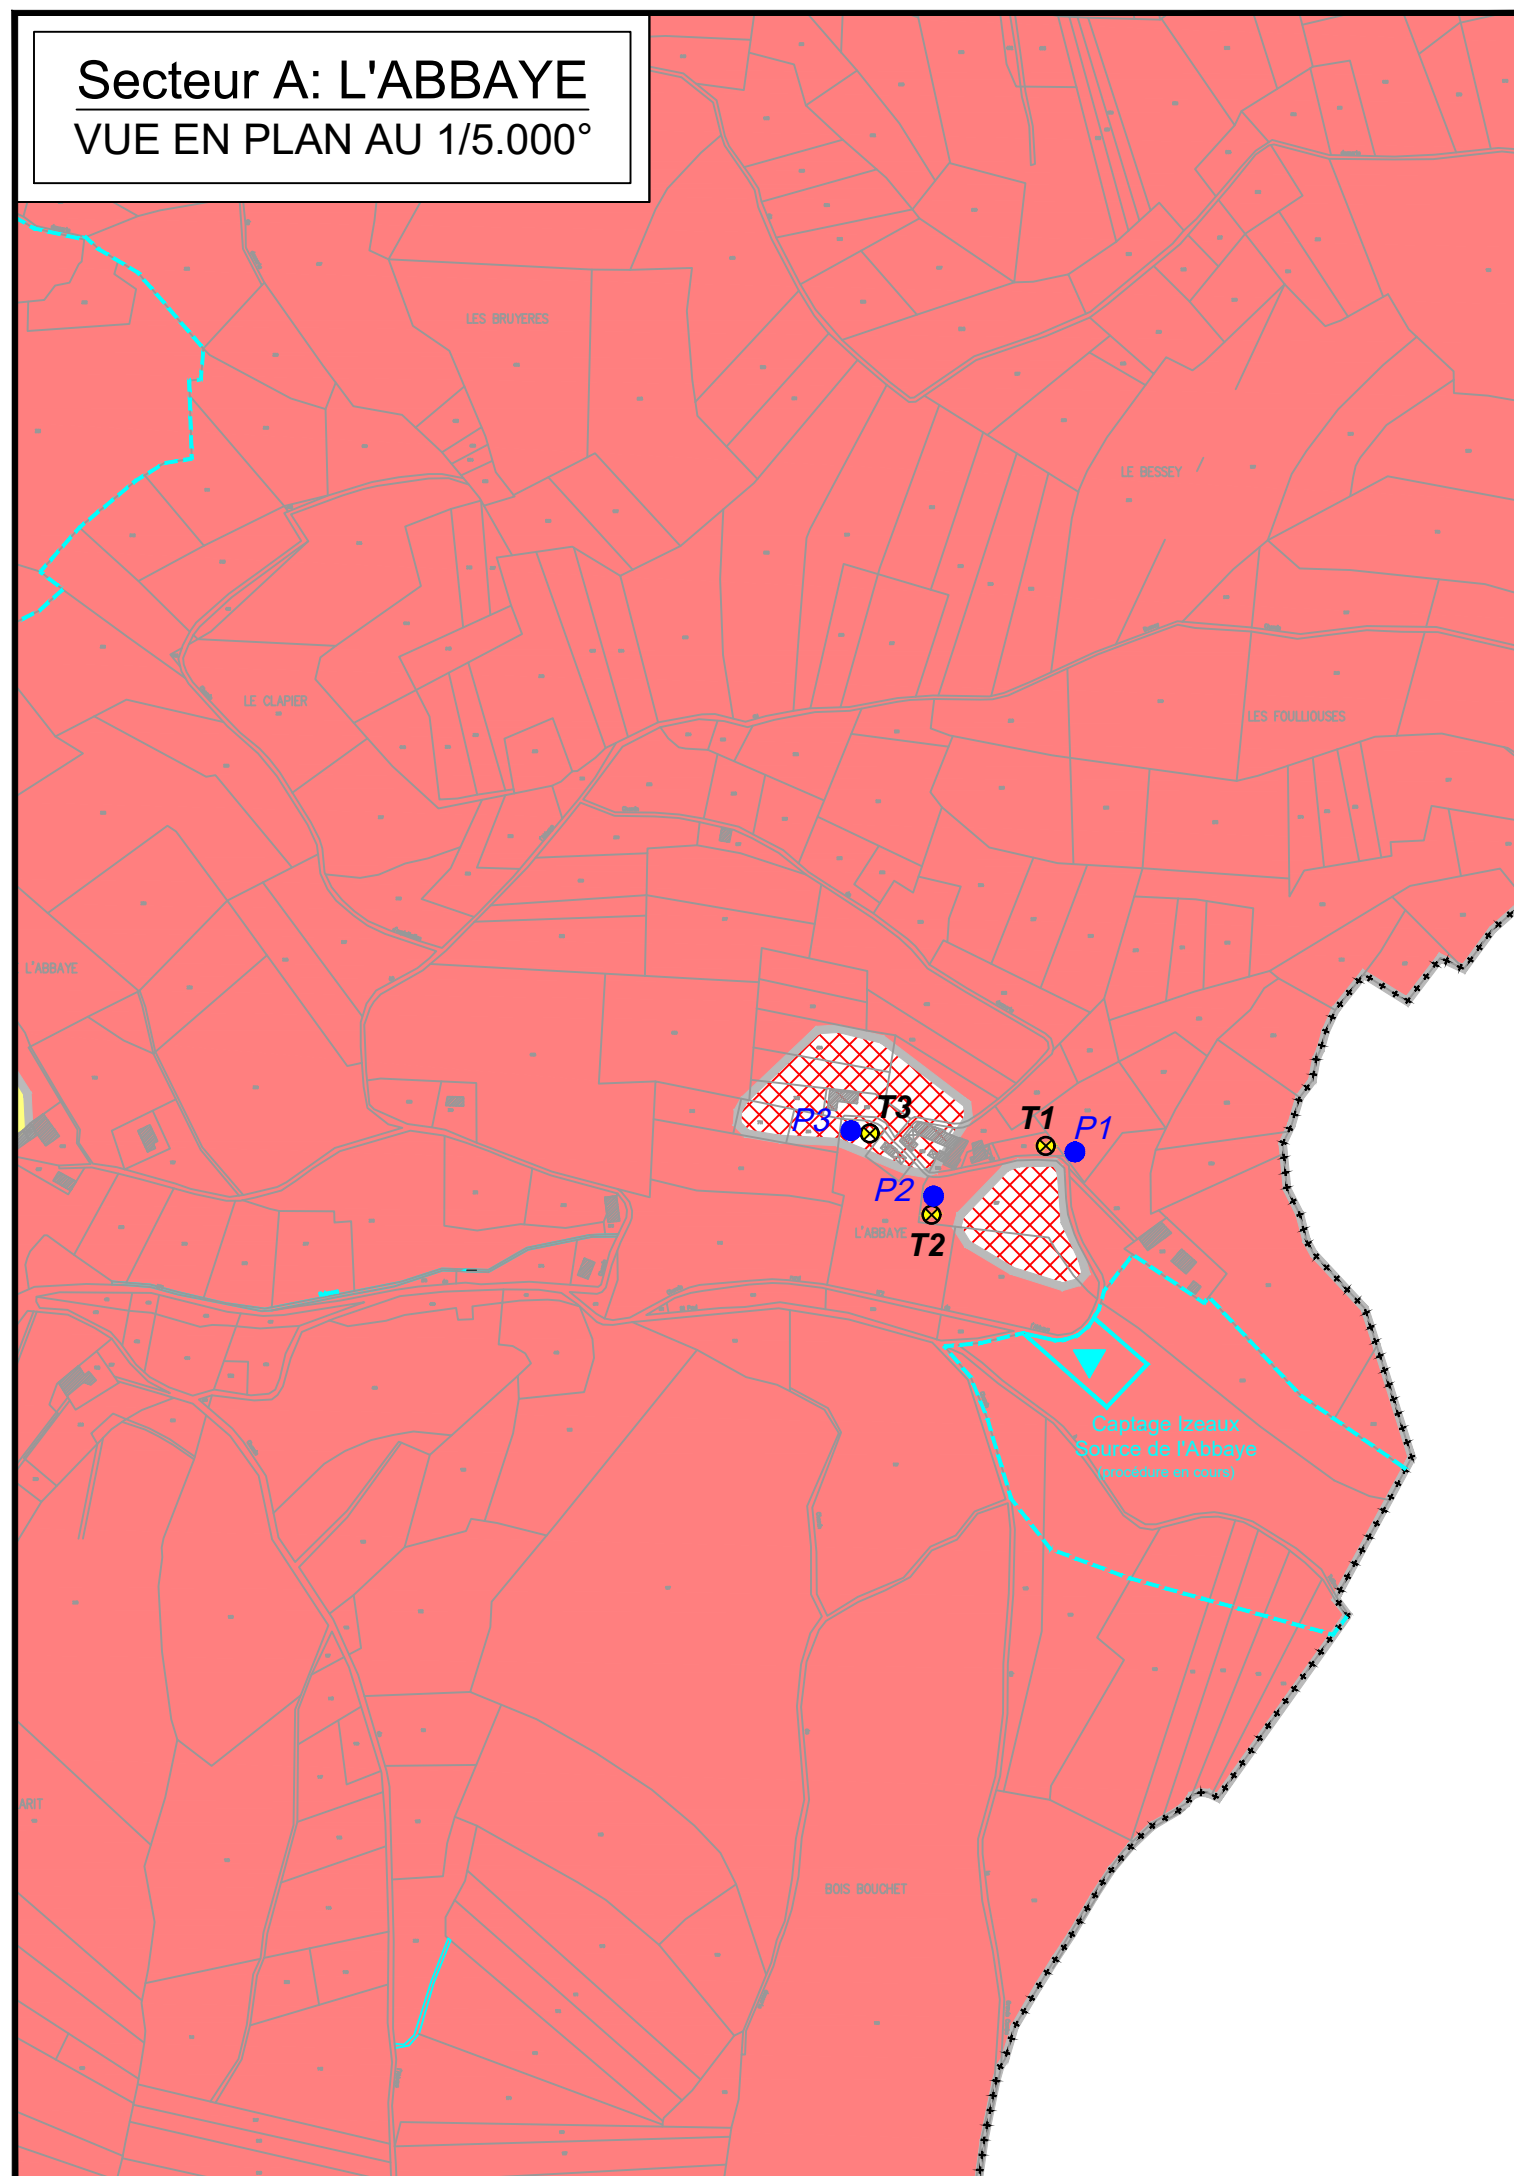 Secteur A: L'ABBAYE
VUE EN PLAN AU 1/5.000°
LES BRUYERES
LE BESSEY
LE CLAPIER
LES FOULLIOUSES
L'ABBAYE
P3
T3
T1
P1
P2
L'ABBAYE
T2
Captage Izeaux
Source de l'Abbaye
(procédure en cours)
ARIT
BOIS BOUCHET